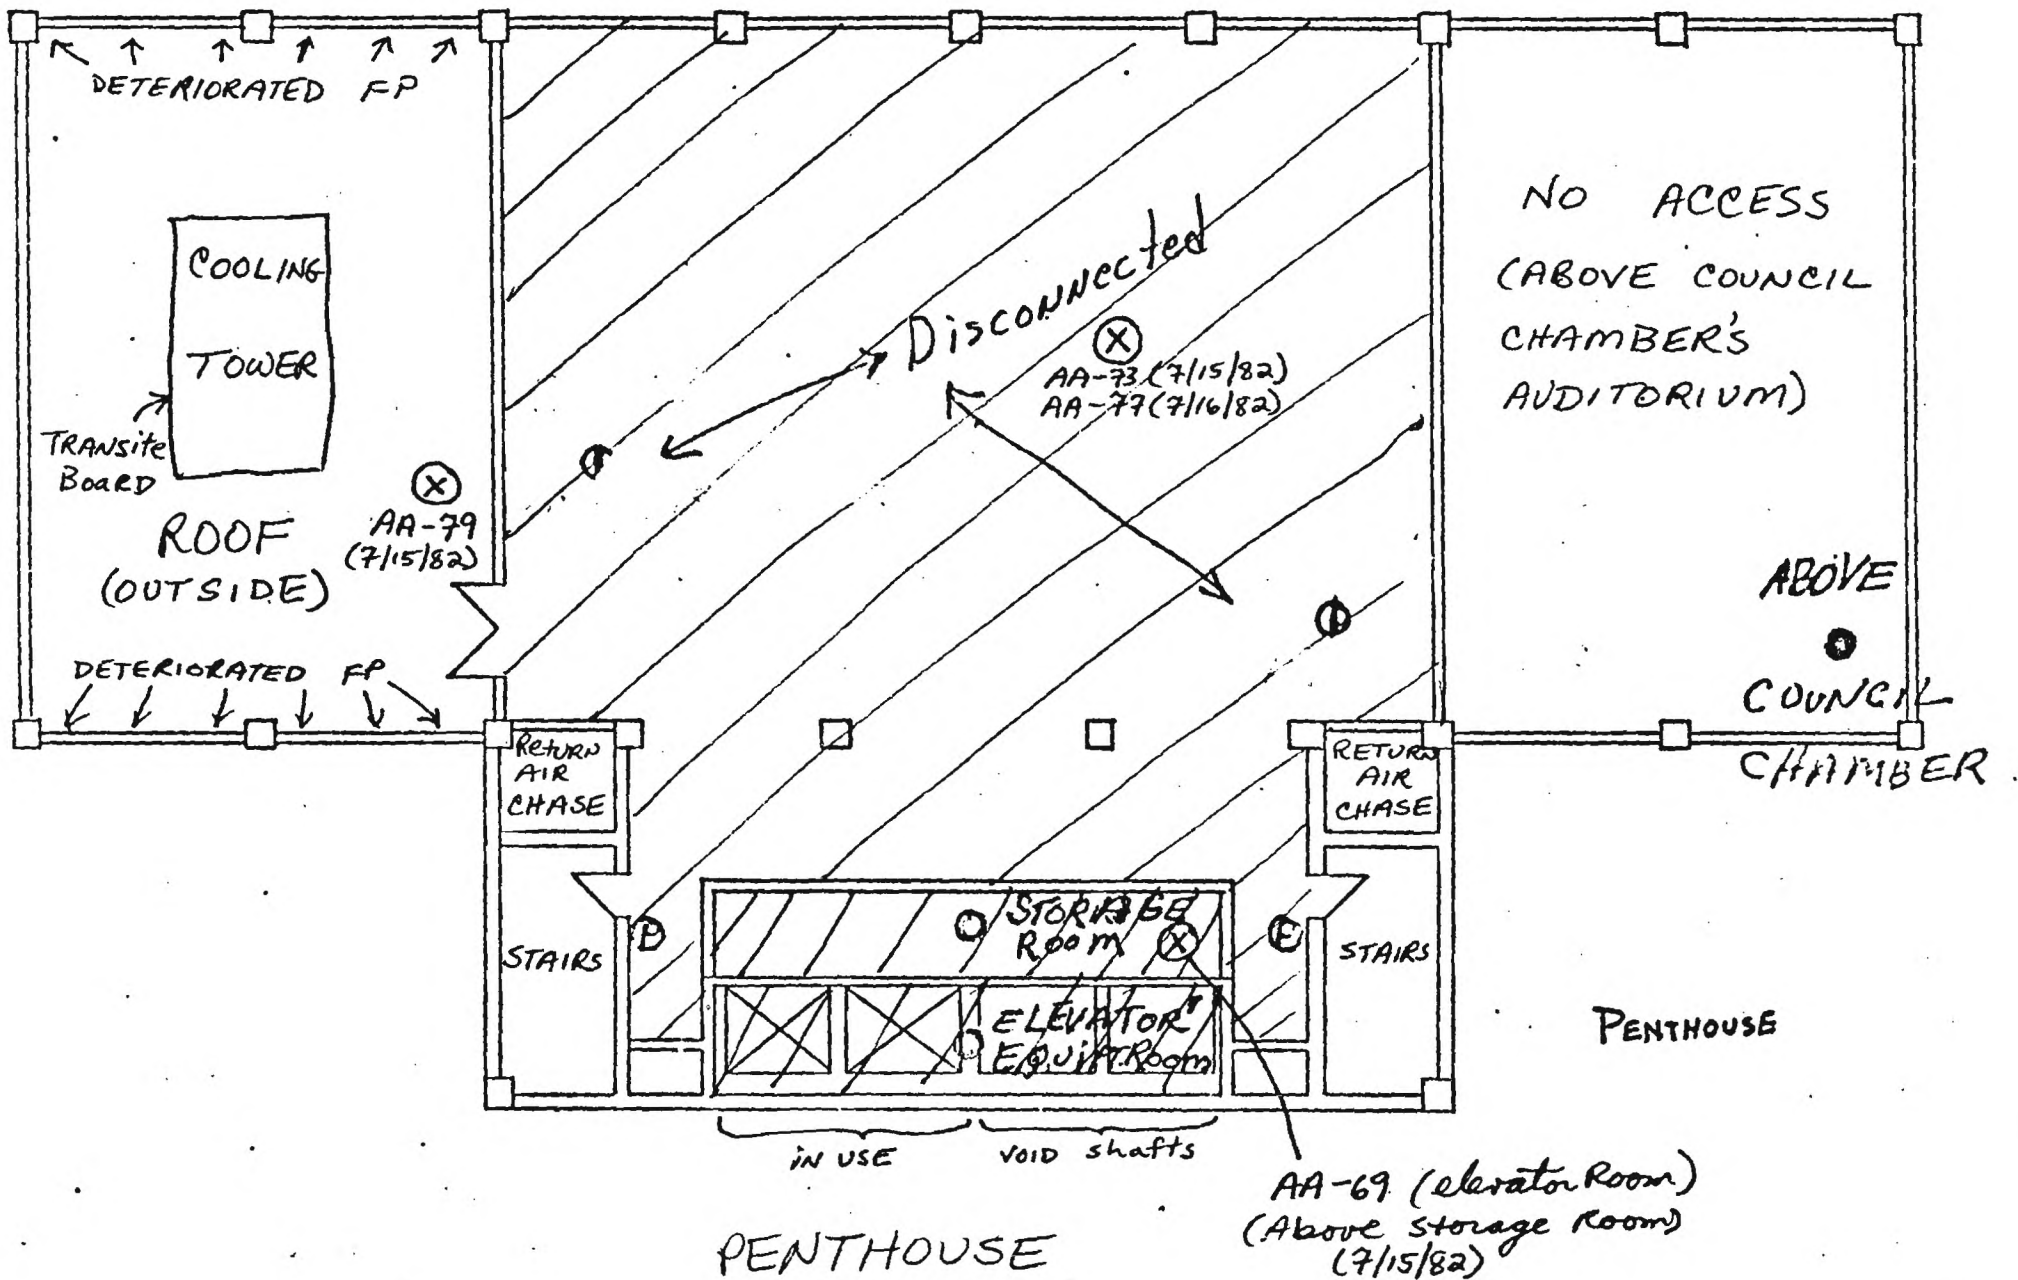 DETERIORATED FP
COOLING
TOWER
TRANSite
BoaRD
AA-79
(7/15/82)
ROOF
(OUTSIDE)
DETERIORATED FP
Disconnected
AA-73 (7/15/82)
AA-77 (7/16/82)
NO ACCESS
(ABOVE COUNCIL
CHAMBER'S
AUDITORIUM)
ABOVE
COUNCIL
CHAMBER
ReTURN
AIR
CHASE
RETURN
AIR
CHASE
STAIRS
STORAGE
Room
STAIRS
ELEVATOR
EQUIPT Room
PENTHOUSE
iN USE
VOID shafts
AA-69 (elevator Room)
(Above storage Room)
(7/15/82)
PENTHOUSE